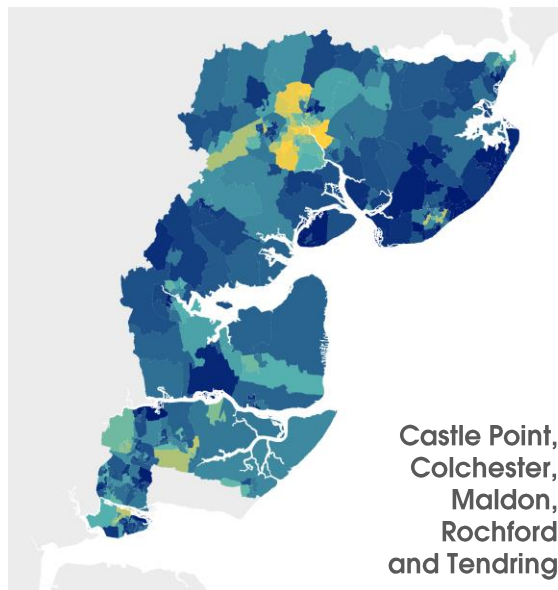 Castle Point,
Colchester,
Maldon,
Rochford
and Tendring